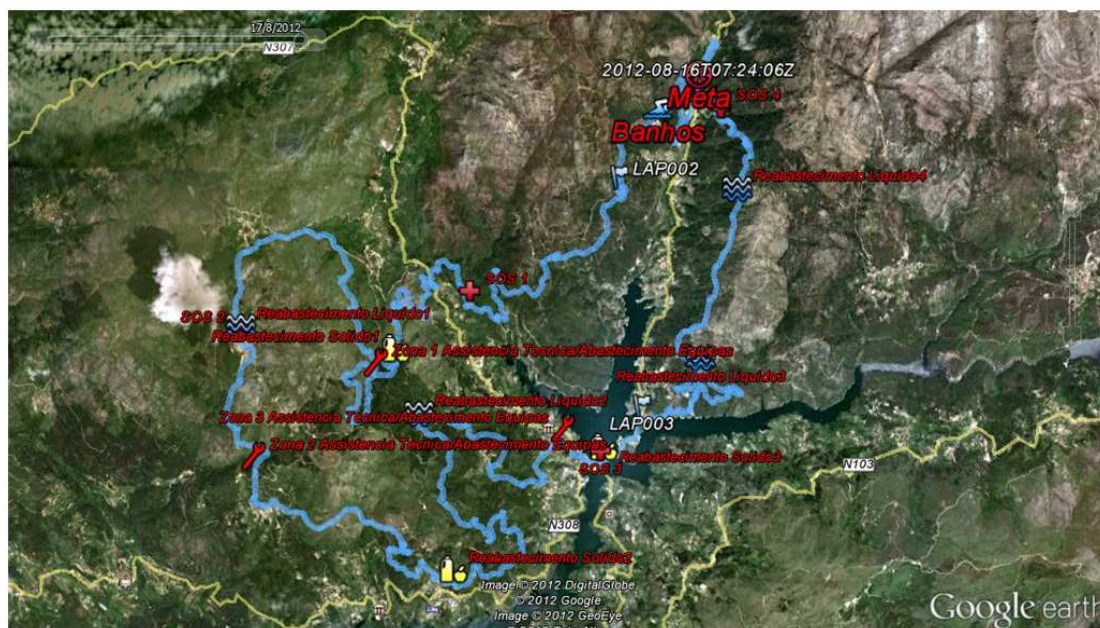 17/8/2012
N307
2012-08-16T07:24:06Z
Meta
SOS 4
Banhos
LAP002
Reabastecimento Liquido4
SOS 1
SOS 2
Reabastecimento Liquido1
Reabastecimento Solido1
Zona 1 Assistencia Tecnica/Abastecimento Equipas
Reabastecimento Liquido3
Reabastecimento Liquido2
Zona 3 Assistencia Tecnica/Abastecimento Equipas
LAP003
Zona 2 Assistencia Tecnica/Abastecimento Equipas
Reabastecimento Solido3
SOS 3
N103
N308
Reabastecimento Solido2
Image © 2012 DigitalGlobe
© 2012 Google
Image © 2012 GeoEye
Google earth